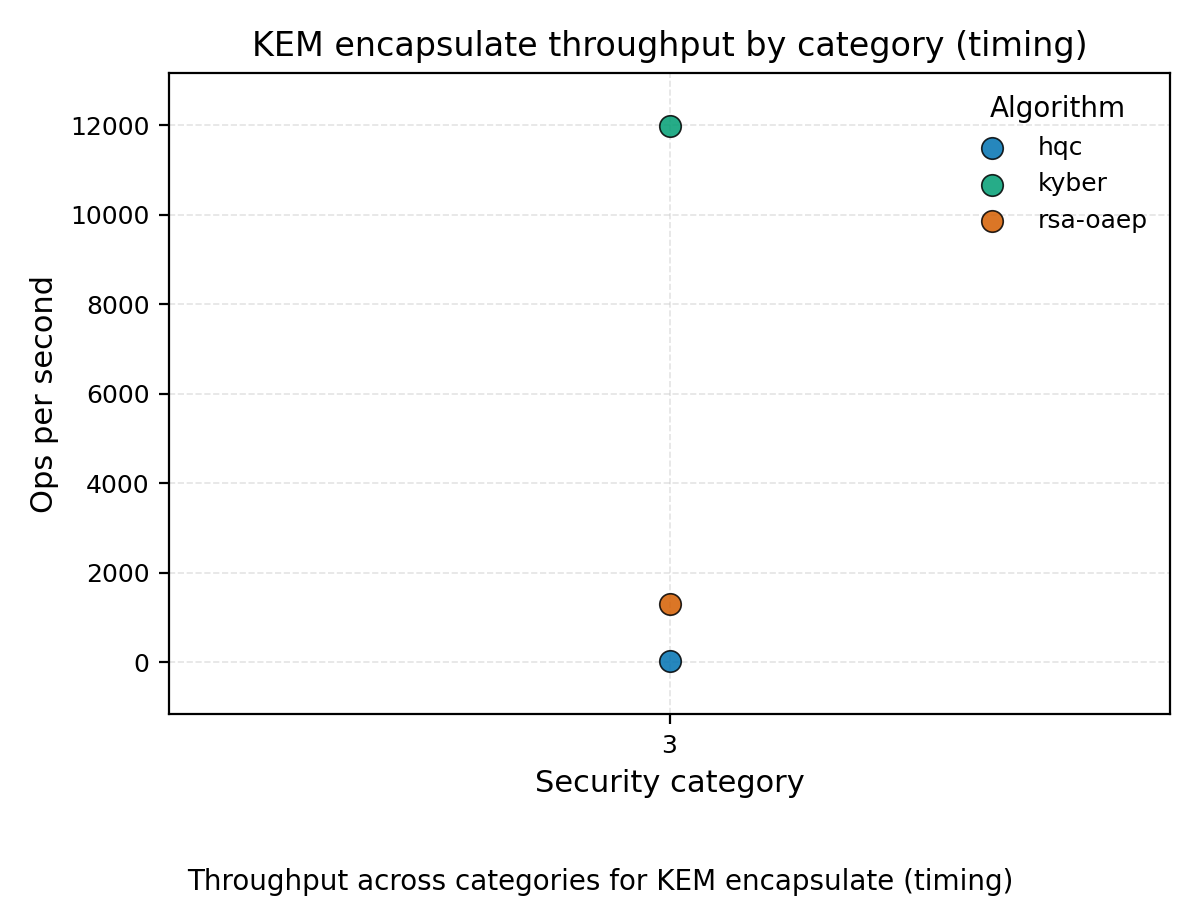 KEM encapsulate throughput by category (timing)
Algorithm
hqc
kyber
rsa-oaep
12000
10000
8000
6000
4000
2000
0
Ops per second
3
Security category
Throughput across categories for KEM encapsulate (timing)